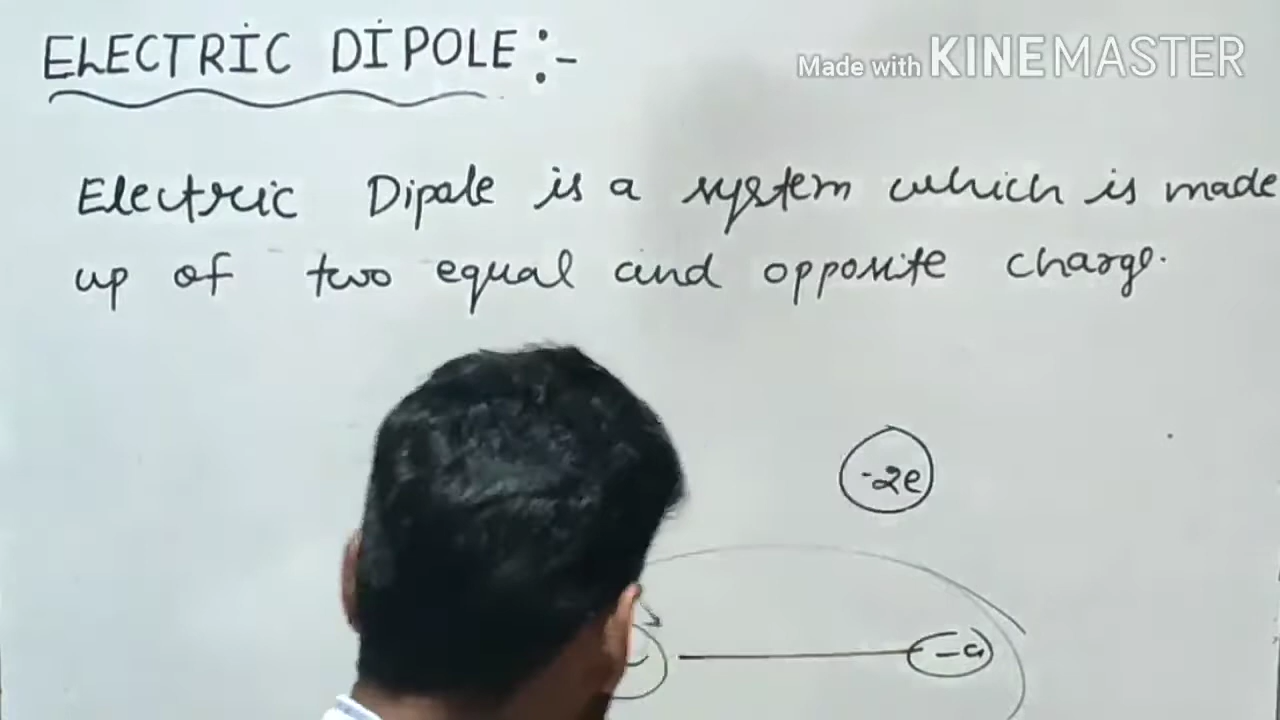 ELECTRIC DIPOLE :-
Made with KINEMASTER
Electric Dipole is a system which is made
up of two equal and opposite charge.
-2e